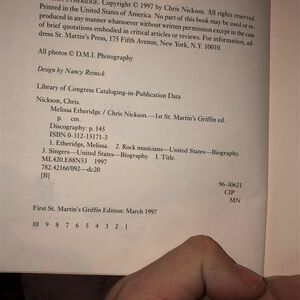 ETHERIDGE. Copyright © 1997 by Chris Nickson. All rights reserved.
Printed in the United States of America. No part of this book may be used or re-
produced in any manner whatsoever without written permission except in the case
of brief quotations embodied in critical articles or reviews. For information, ad-
dress St. Martin's Press, 175 Fifth Avenue, New York, N.Y. 10010.
All photos © D.M.I. Photography
Design by Nancy Resnick
Library of Congress Cataloging-in-Publication Data
Nickson, Chris.
Melissa Etheridge / Chris Nickson.—1st St. Martin's Griffin ed.
p. cm.
Discography: p. 145
ISBN 0-312-15171-3
1. Etheridge, Melissa. 2. Rock musicians—United States—Biography.
3. Singers—United States—Biography. I. Title.
ML420.E88N53 1997
782.42166'092—dc20
[B]
96-30621
CIP
MN
First St. Martin's Griffin Edition: March 1997
10 9 8 7 6 5 4 3 2 1